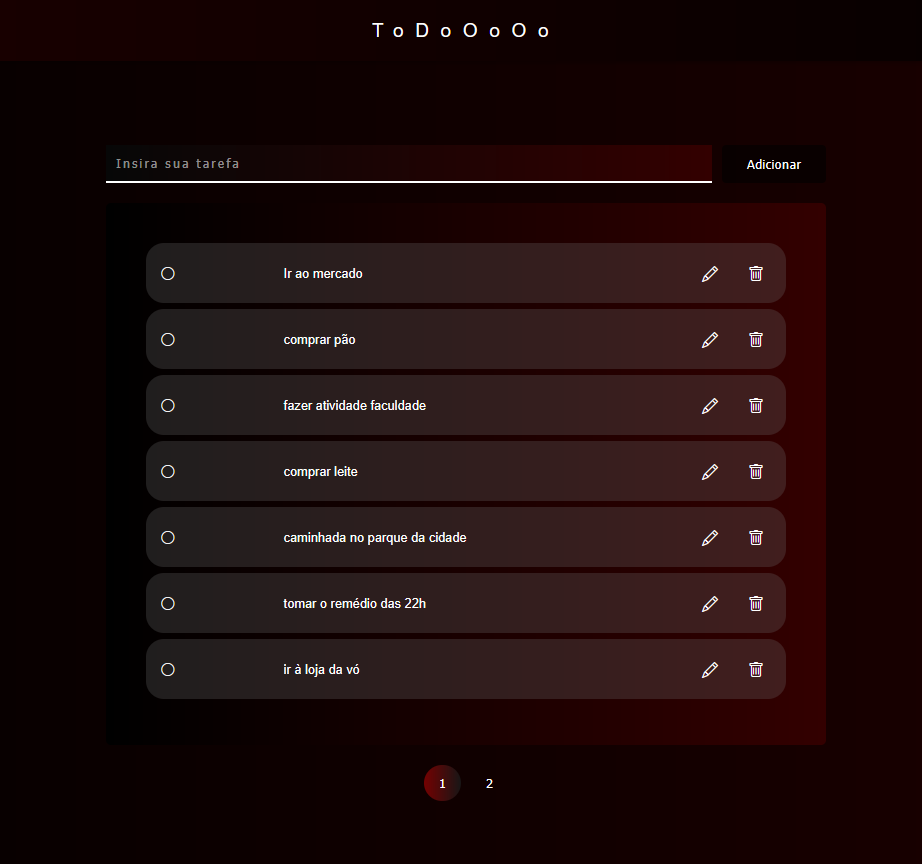 ToDoOoOo
Insira sua tarefa
Adicionar
Ir ao mercado
comprar pão
fazer atividade faculdade
comprar leite
caminhada no parque da cidade
tomar o remédio das 22h
ir à loja da vó
1 2